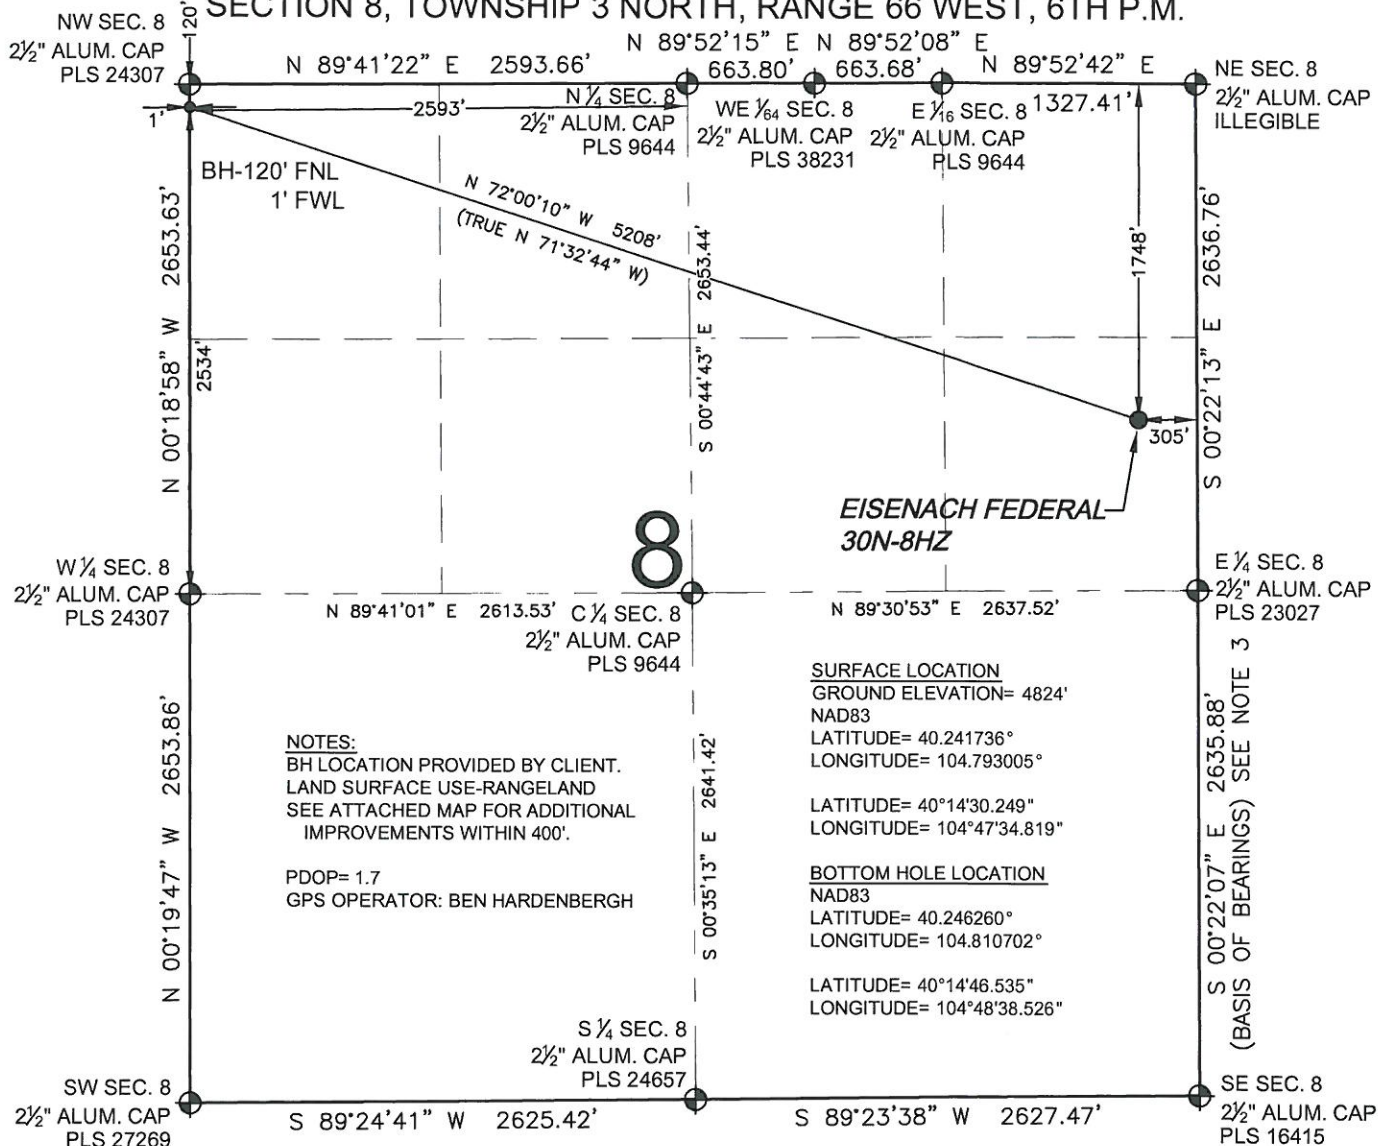 SECTION 8, TOWNSHIP 3 NORTH, RANGE 66 WEST, 6TH P.M.
NW SEC. 8
2½" ALUM. CAP
PLS 24307
120'
N 89°41'22" E 2593.66'
N 89°52'15" E
663.80'
N 89°52'08" E
663.68'
N 89°52'42" E
1327.41'
NE SEC. 8
2½" ALUM. CAP
ILLEGIBLE
1'
2593'
N ¼ SEC. 8
2½" ALUM. CAP
PLS 9644
WE 1/64 SEC. 8
2½" ALUM. CAP
PLS 38231
E 1/16 SEC. 8
2½" ALUM. CAP
PLS 9644
BH-120' FNL
1' FWL
N 72°00'10" W 5208'
(TRUE N 71°32'44" W)
N 00°18'58" W 2653.63'
2534'
S 00°44'43" E 2653.44'
1748'
305'
S 00°22'13" E 2636.76'
EISENACH FEDERAL
30N-8HZ
8
W ¼ SEC. 8
2½" ALUM. CAP
PLS 24307
N 89°41'01" E 2613.53'
C ¼ SEC. 8
2½" ALUM. CAP
PLS 9644
N 89°30'53" E 2637.52'
E ¼ SEC. 8
2½" ALUM. CAP
PLS 23027
N 00°19'47" W 2653.86'
NOTES:
BH LOCATION PROVIDED BY CLIENT.
LAND SURFACE USE-RANGELAND
SEE ATTACHED MAP FOR ADDITIONAL
IMPROVEMENTS WITHIN 400'.
PDOP= 1.7
GPS OPERATOR: BEN HARDENBERGH
S 00°35'13" E 2641.42'
SURFACE LOCATION
GROUND ELEVATION= 4824'
NAD83
LATITUDE= 40.241736°
LONGITUDE= 104.793005°
LATITUDE= 40°14'30.249"
LONGITUDE= 104°47'34.819"
BOTTOM HOLE LOCATION
NAD83
LATITUDE= 40.246260°
LONGITUDE= 104.810702°
LATITUDE= 40°14'46.535"
LONGITUDE= 104°48'38.526"
S 00°22'07" E 2635.88'
(BASIS OF BEARINGS) SEE NOTE 3
SW SEC. 8
2½" ALUM. CAP
PLS 27269
S 89°24'41" W 2625.42'
S ¼ SEC. 8
2½" ALUM. CAP
PLS 24657
S 89°23'38" W 2627.47'
SE SEC. 8
2½" ALUM. CAP
PLS 16415